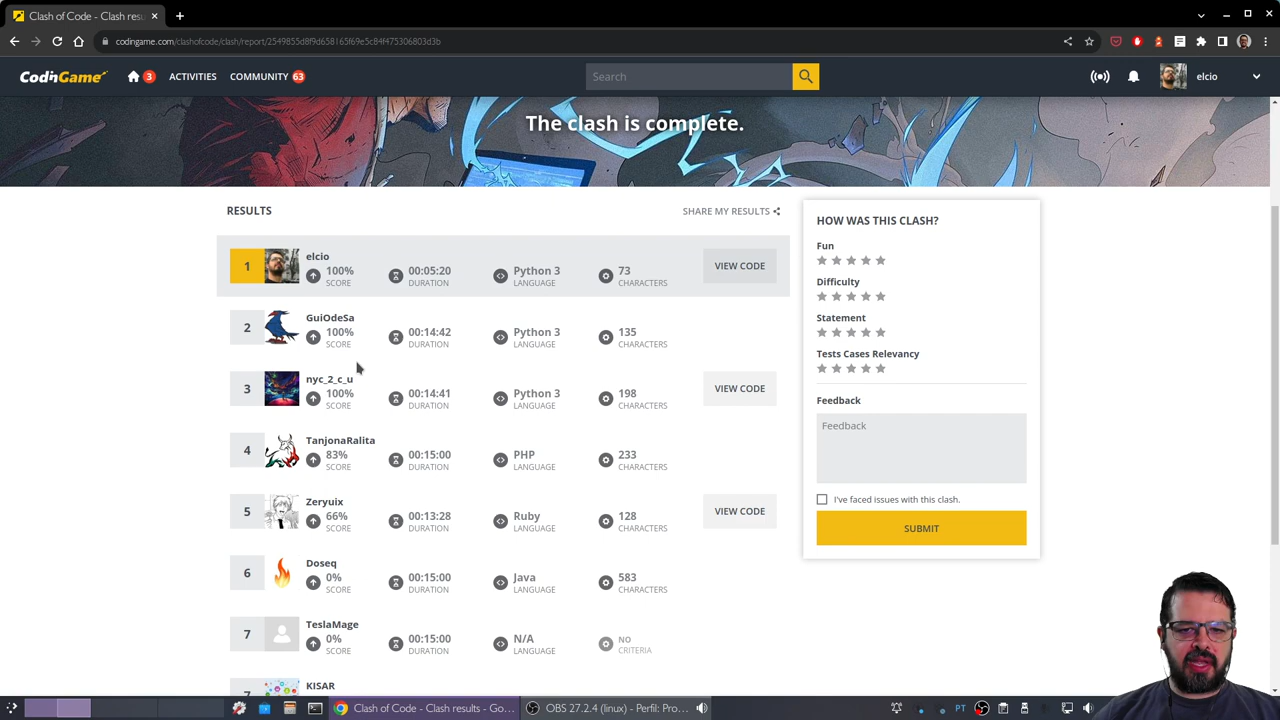 Clash of Code - Clash resu
codingame.com/clashofcode/clash/report/2549855d8f9d658165f69e5c84f475306803d3b
CodinGame
3
ACTIVITIES
COMMUNITY 63
Search
elcio
The clash is complete.
RESULTS
SHARE MY RESULTS
1
elcio
100%
SCORE
00:05:20
DURATION
Python 3
LANGUAGE
73
CHARACTERS
VIEW CODE
2
GuiOdeSa
100%
SCORE
00:14:42
DURATION
Python 3
LANGUAGE
135
CHARACTERS
3
nyc_2_c_u
100%
SCORE
00:14:41
DURATION
Python 3
LANGUAGE
198
CHARACTERS
VIEW CODE
4
TanjonaRalita
83%
SCORE
00:15:00
DURATION
PHP
LANGUAGE
233
CHARACTERS
5
Zeryuix
66%
SCORE
00:13:28
DURATION
Ruby
LANGUAGE
128
CHARACTERS
VIEW CODE
6
Doseq
0%
SCORE
00:15:00
DURATION
Java
LANGUAGE
583
CHARACTERS
7
TeslaMage
0%
SCORE
00:15:00
DURATION
N/A
LANGUAGE
NO
CRITERIA
KISAR
HOW WAS THIS CLASH?
Fun
Difficulty
Statement
Tests Cases Relevancy
Feedback
Feedback
I've faced issues with this clash.
SUBMIT
Clash of Code - Clash results - Go...
OBS 27.2.4 (linux) - Perfil: Pro...
PT